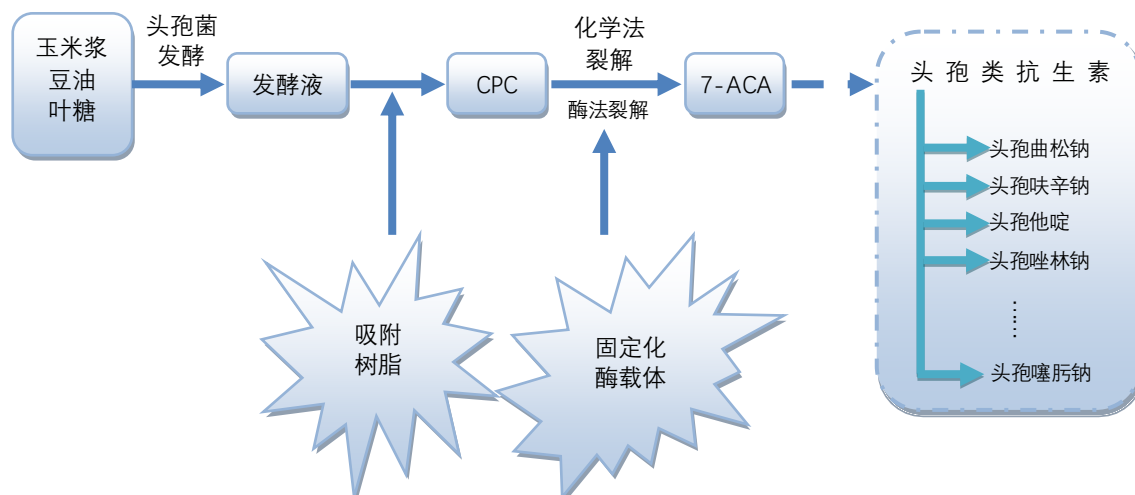 玉米浆
豆油
叶糖
头孢菌
发酵
发酵液
CPC
化学法
裂解
酶法裂解
7-ACA
头孢类抗生素
头孢曲松钠
头孢呋辛钠
头孢他啶
头孢唑林钠
……
头孢噻肟钠
吸附
树脂
固定化
酶载体